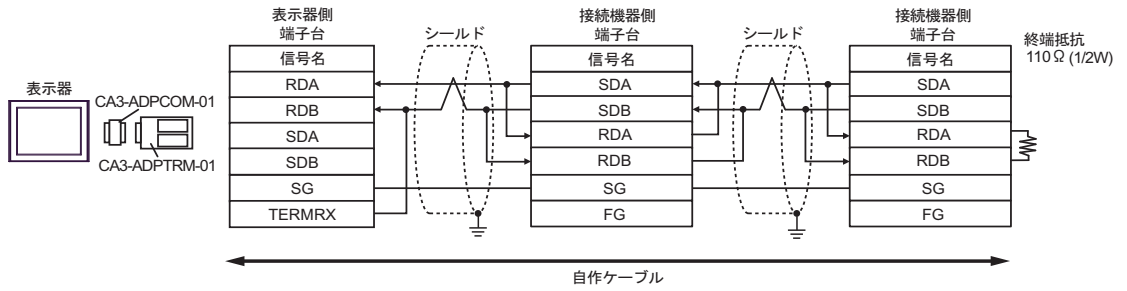 表示器
CA3-ADPCOM-01
CA3-ADPTRM-01
表示器側
端子台
信号名
RDA
RDB
SDA
SDB
SG
TERMRX
シールド
接続機器側
端子台
信号名
SDA
SDB
RDA
RDB
SG
FG
シールド
接続機器側
端子台
信号名
SDA
SDB
RDA
RDB
SG
FG
終端抵抗
110Ω (1/2W)
自作ケーブル